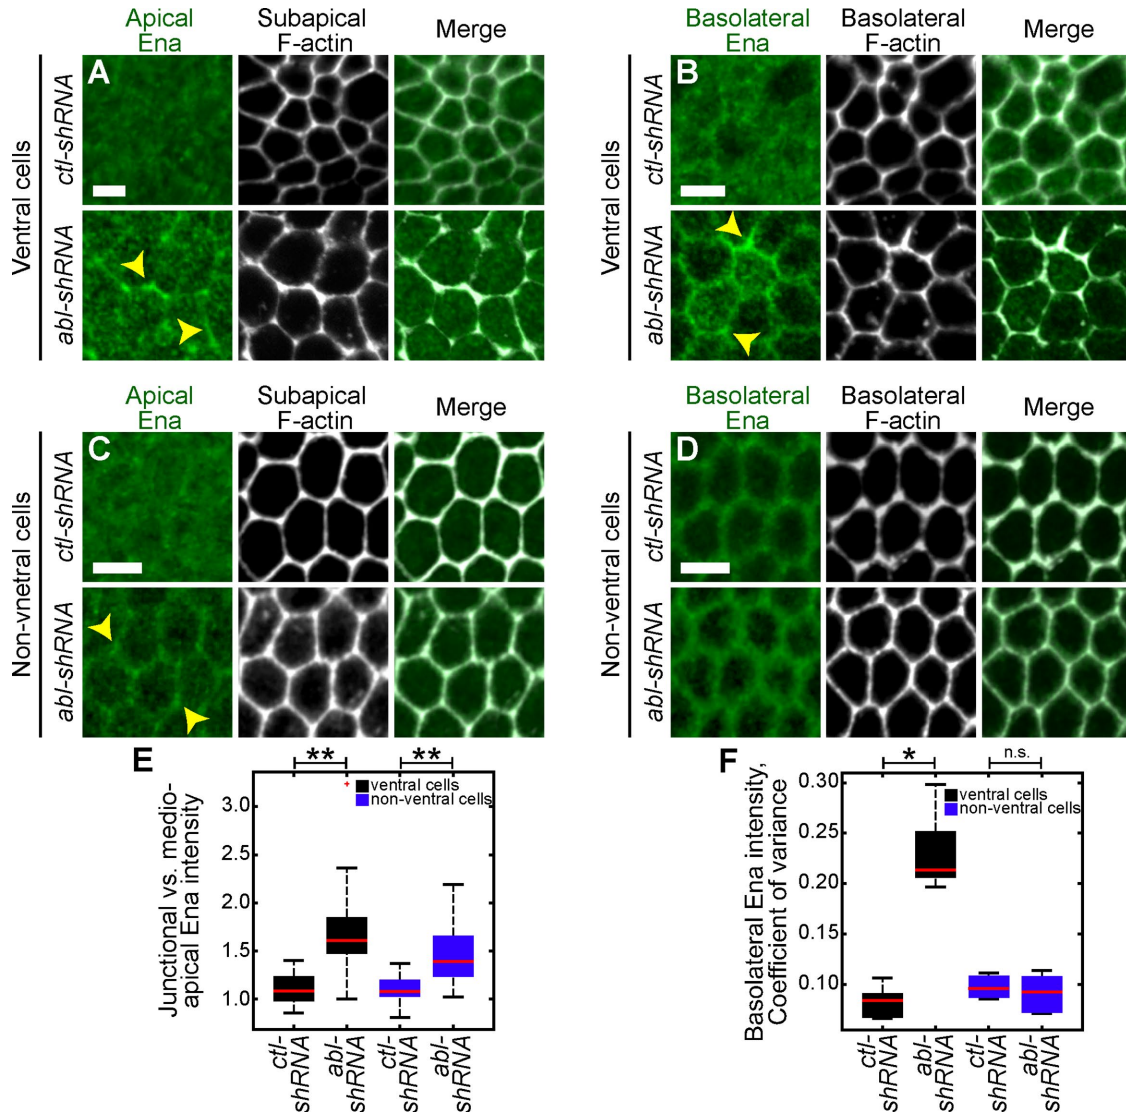 Apical Ena
Subapical F-actin
Merge
Basolateral Ena
Basolateral F-actin
Merge
Ventral cells
ctl-shRNA
A
abl-shRNA
Ventral cells
ctl-shRNA
B
abl-shRNA
Apical Ena
Subapical F-actin
Merge
Basolateral Ena
Basolateral F-actin
Merge
Non-vnetral cells
ctl-shRNA
C
abl-shRNA
Non-ventral cells
ctl-shRNA
D
abl-shRNA
E
**
**
ventral cells
non-ventral cells
Junctional vs. medio-
apical Ena intensity
3.0
2.5
2.0
1.5
1.0
ctl-
shRNA
abl-
shRNA
ctl-
shRNA
abl-
shRNA
F
*
n.s.
ventral cells
non-ventral cells
Basolateral Ena intensity,
Coefficient of variance
0.30
0.25
0.20
0.15
0.10
ctl-
shRNA
abl-
shRNA
ctl-
shRNA
abl-
shRNA